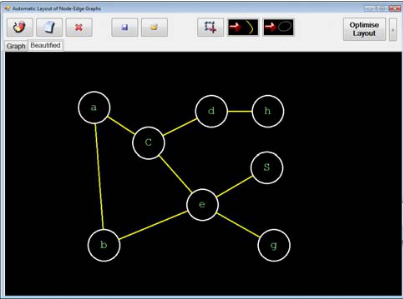 Automatic Layout of Node-Edge Graphs
Optimise
Layout
Graph Beautified
a
d
h
C
S
e
b
g